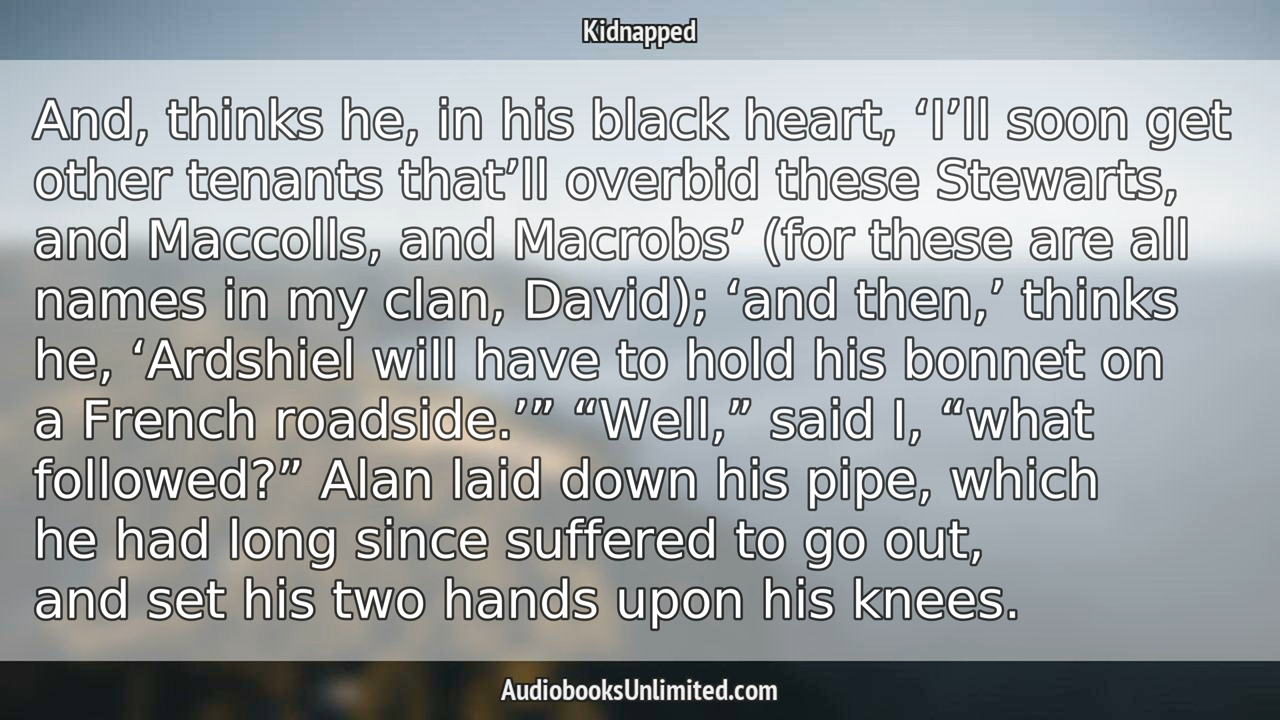 Kidnapped
And, thinks he, in his black heart, ‘I’ll soon get
other tenants that’ll overbid these Stewarts,
and Maccolls, and Macrobs’ (for these are all
names in my clan, David); ‘and then,’ thinks
he, ‘Ardshiel will have to hold his bonnet on
a French roadside.’” “Well,” said I, “what
followed?” Alan laid down his pipe, which
he had long since suffered to go out,
and set his two hands upon his knees.
AudiobooksUnlimited.com